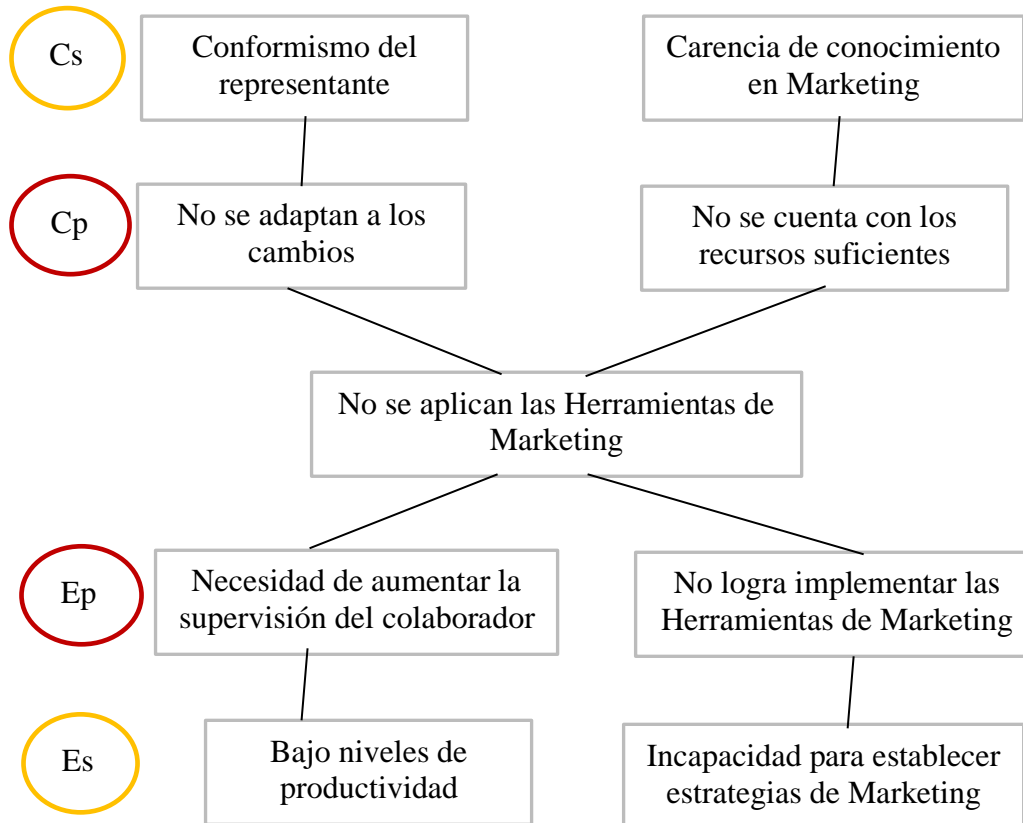 Cs
Conformismo del
representante
Carencia de conocimiento
en Marketing
Cp
No se adaptan a los
cambios
No se cuenta con los
recursos suficientes
No se aplican las Herramientas de
Marketing
Ep
Necesidad de aumentar la
supervisión del colaborador
No logra implementar las
Herramientas de Marketing
Es
Bajo niveles de
productividad
Incapacidad para establecer
estrategias de Marketing